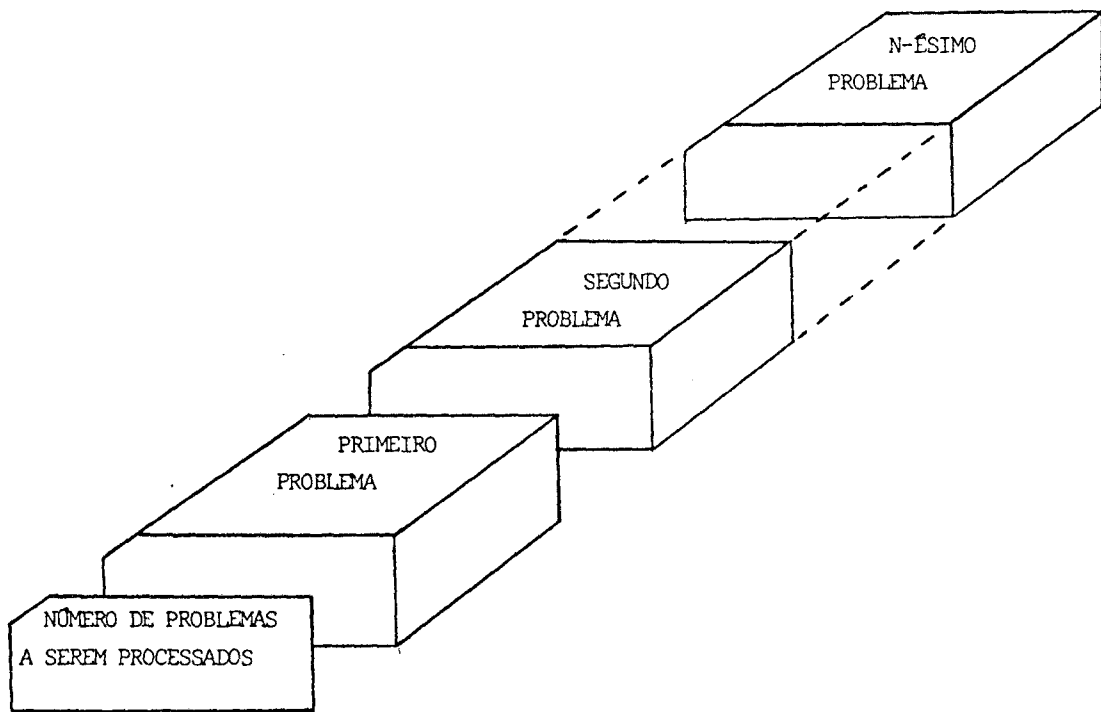 N-ÉSIMO
PROBLEMA
SEGUNDO
PROBLEMA
PRIMEIRO
PROBLEMA
NÚMERO DE PROBLEMAS
A SEREM PROCESSADOS